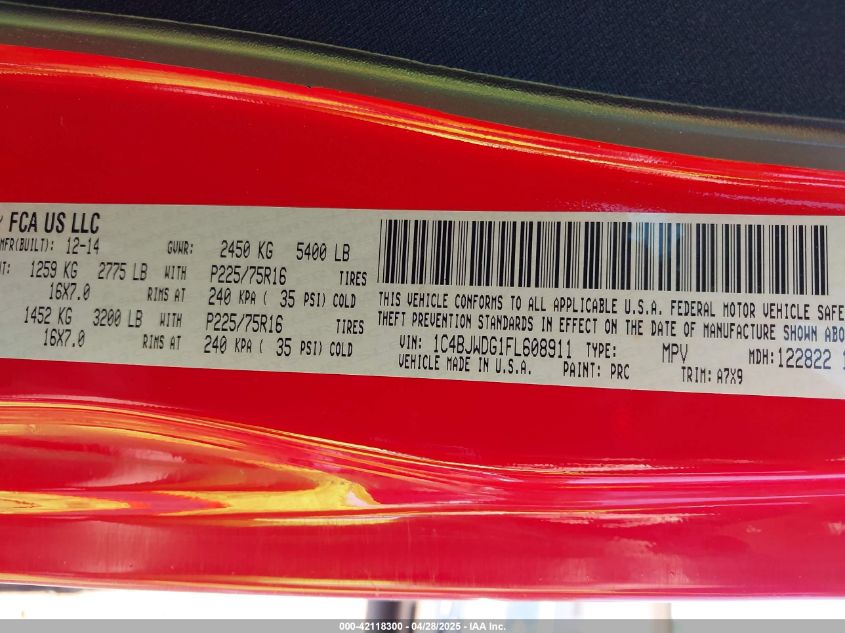 FCA US LLC
MFR(BUILT): 12-14 GVWR: 2450 KG 5400 LB
1259 KG 2775 LB WITH P225/75R16 TIRES
16X7.0 RIMS AT 240 KPA ( 35 PSI) COLD
1452 KG 3200 LB WITH P225/75R16 TIRES
16X7.0 RIMS AT 240 KPA ( 35 PSI) COLD
THIS VEHICLE CONFORMS TO ALL APPLICABLE U.S.A. FEDERAL MOTOR VEHICLE SAFE
THEFT PREVENTION STANDARDS IN EFFECT ON THE DATE OF MANUFACTURE SHOWN ABO
VIN: 1C4BJWDG1FL608911 TYPE: MPV MDH: 122822
VEHICLE MADE IN U.S.A. PAINT: PRC TRIM: A7X9
000-42118300 - 04/28/2025 - IAA Inc.